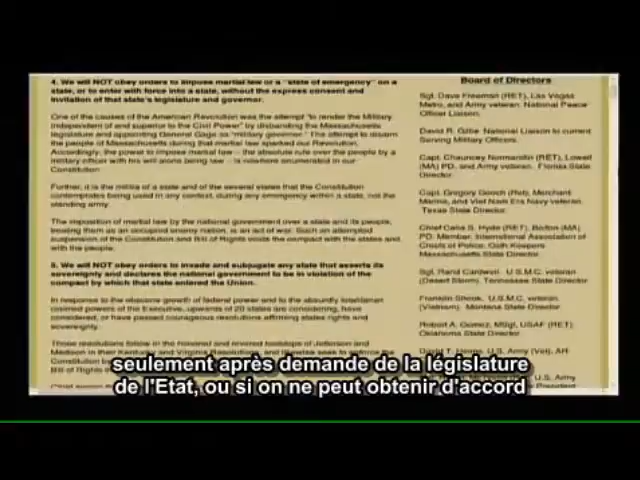 4. We will NOT obey orders to impose martial law or a "state of emergency" on a
state, or to enter with force into a state, without the express consent and
invitation of that state's legislature and governor.
One of the causes of the American Revolution was the attempt "to render the Military
Independent of and superior to the Civil Power" by disbanding the Massachusetts
legislature and appointing General Gage as "military governor." The attempt to disarm
the people of Massachusetts during that martial law sparked our Revolution.
Accordingly, the power to impose martial law – the absolute rule over the people by a
military officer with his will alone being law – is nowhere enumerated in our
Constitution.
Further, it is the militia of a state and of the several states that the Constitution
contemplates being used in any context, during any emergency within a state, not the
standing army.
The imposition of martial law by the national government over a state and its people,
treating them as an occupied enemy nation, is an act of war. Such an attempted
suspension of the Constitution and Bill of Rights voids the compact with the states and
with the people.
5. We will NOT obey orders to invade and subjugate any state that asserts its
sovereignty and declares the national government to be in violation of the
compact by which that state entered the Union.
In response to the obscene growth of federal power and to the absurdly totalitarian
claimed powers of the Executive, upwards of 20 states are considering, have
considered, or have passed courageous resolutions affirming states rights and
sovereignty.
Those resolutions follow in the honored and revered footsteps of Jefferson and
Madison in their Kentucky and Virginia Resolutions, and likewise seek to enforce the
Constitution
Bill of Rights
Board of Directors
Sgt. Dave Freeman (RET), Las Vegas
Metro, and Army veteran. National Peace
Officer Liaison.
David R. Gillie National Liaison to current
Serving Military Officers.
Capt. Chauncey Normandin (RET), Lowell
(MA) PD, and Army veteran. Florida State
Director
Capt. Gregory Gooch (Ret), Merchant
Marine, and Viet Nam Era Navy veteran.
Texas State Director.
Chief Celia S. Hyde (RET), Bolton (MA)
PD. Member: International Association of
Chiefs of Police. Oath Keepers
Massachusetts State Director
Sgt. Rand Cardwell. U.S.M.C. veteran
(Desert Storm). Tennessee State Director
Franklin Shook. U.S.M.C. veteran
(Vietnam). Montana State Director
Robert A. Gomez, MSgt, USAF (RET).
Oklahoma State Director
David T. U.S. Army (Vet), AR
U.S. Army
President
seulement après demande de la législature
de l'Etat, ou si on ne peut obtenir d'accord